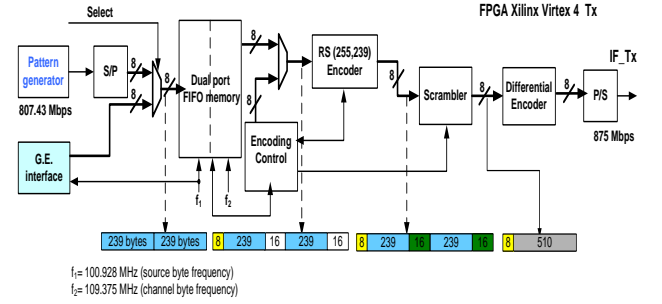 FPGA Xilinx Virtex 4 Tx
Select
8
8
8
8
8
8
8
8
8
Pattern
generator
S/P
Dual port
FIFO memory
RS (255,239)
Encoder
Scrambler
Differential
Encoder
P/S
IF_Tx
807.43 Mbps
875 Mbps
G.E.
interface
Encoding
Control
f1
f2
239 bytes 239 bytes
8 239 16 239 16
8 239 16 239 16
8 510
f1= 100.928 MHz (source byte frequency)
f2= 109.375 MHz (channel byte frequency)